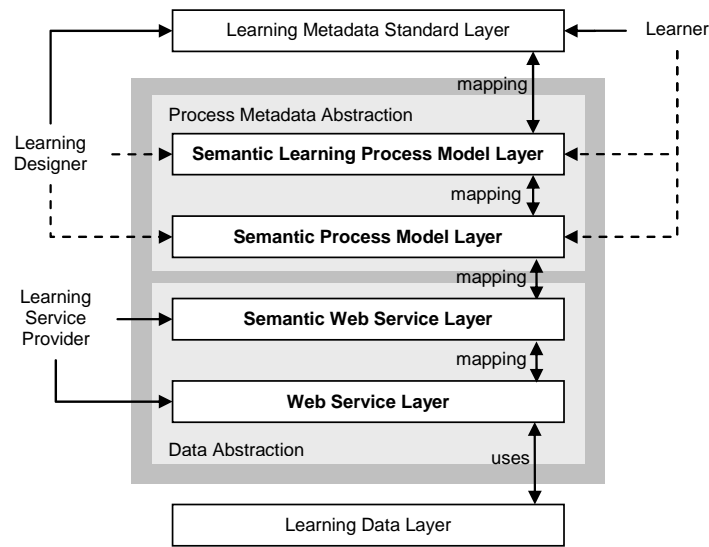 Learning Metadata Standard Layer
Learner
mapping
Process Metadata Abstraction
Learning
Designer
Semantic Learning Process Model Layer
mapping
Semantic Process Model Layer
mapping
Learning
Service
Provider
Semantic Web Service Layer
mapping
Web Service Layer
Data Abstraction
uses
Learning Data Layer